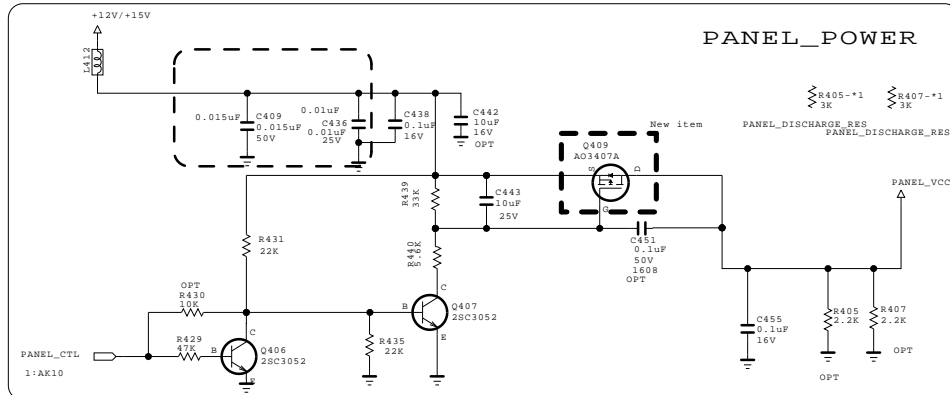 +12V/+15V
PANEL_POWER
L412
0.015uF
C409
0.015uF
50V
0.01uF
C436
0.01uF
25V
C438
0.1uF
16V
C442
10uF
16V
OPT
R405-*1
3K
R407-*1
3K
PANEL_DISCHARGE_RES
PANEL_DISCHARGE_RES
New item
Q409
AO3407A
S
D
G
PANEL_VCC
R439
33K
C443
10uF
25V
R431
22K
R440
5.6K
C451
0.1uF
50V
1608
OPT
OPT
R430
10K
B
C
E
Q407
2SC3052
PANEL_CTL
1:AK10
R429
47K
B
C
E
Q406
2SC3052
R435
22K
C455
0.1uF
16V
R405
2.2K
OPT
R407
2.2K
OPT